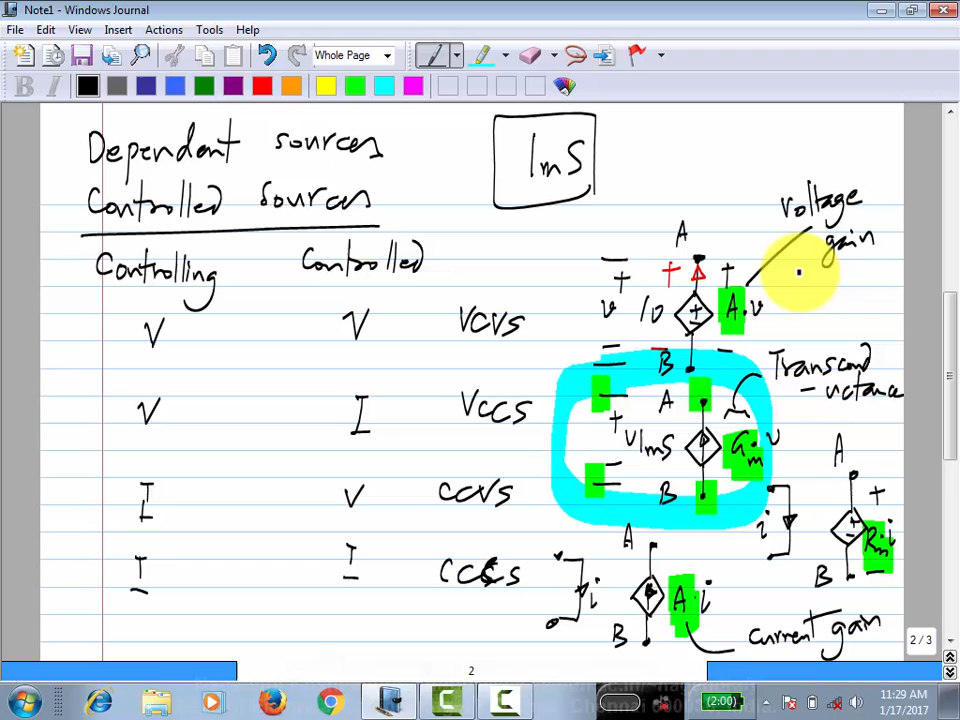 Note1 - Windows Journal
File Edit View Insert Actions Tools Help
Whole Page
B I
Dependent sources
Controlled sources
1mS
Controlling Controlled
V V VCVS
V I VCCS
I V CCVS
I I CCCS
voltage gain
A
+ + +
v 10 + − A.v
B −
Transcond
- uctance
A
+
v 1mS Gm v
B
A
+
i + − Rm.i
B −
A
i A.i
B
current gain
2 / 3
2
(2:00)
11:29 AM
1/17/2017